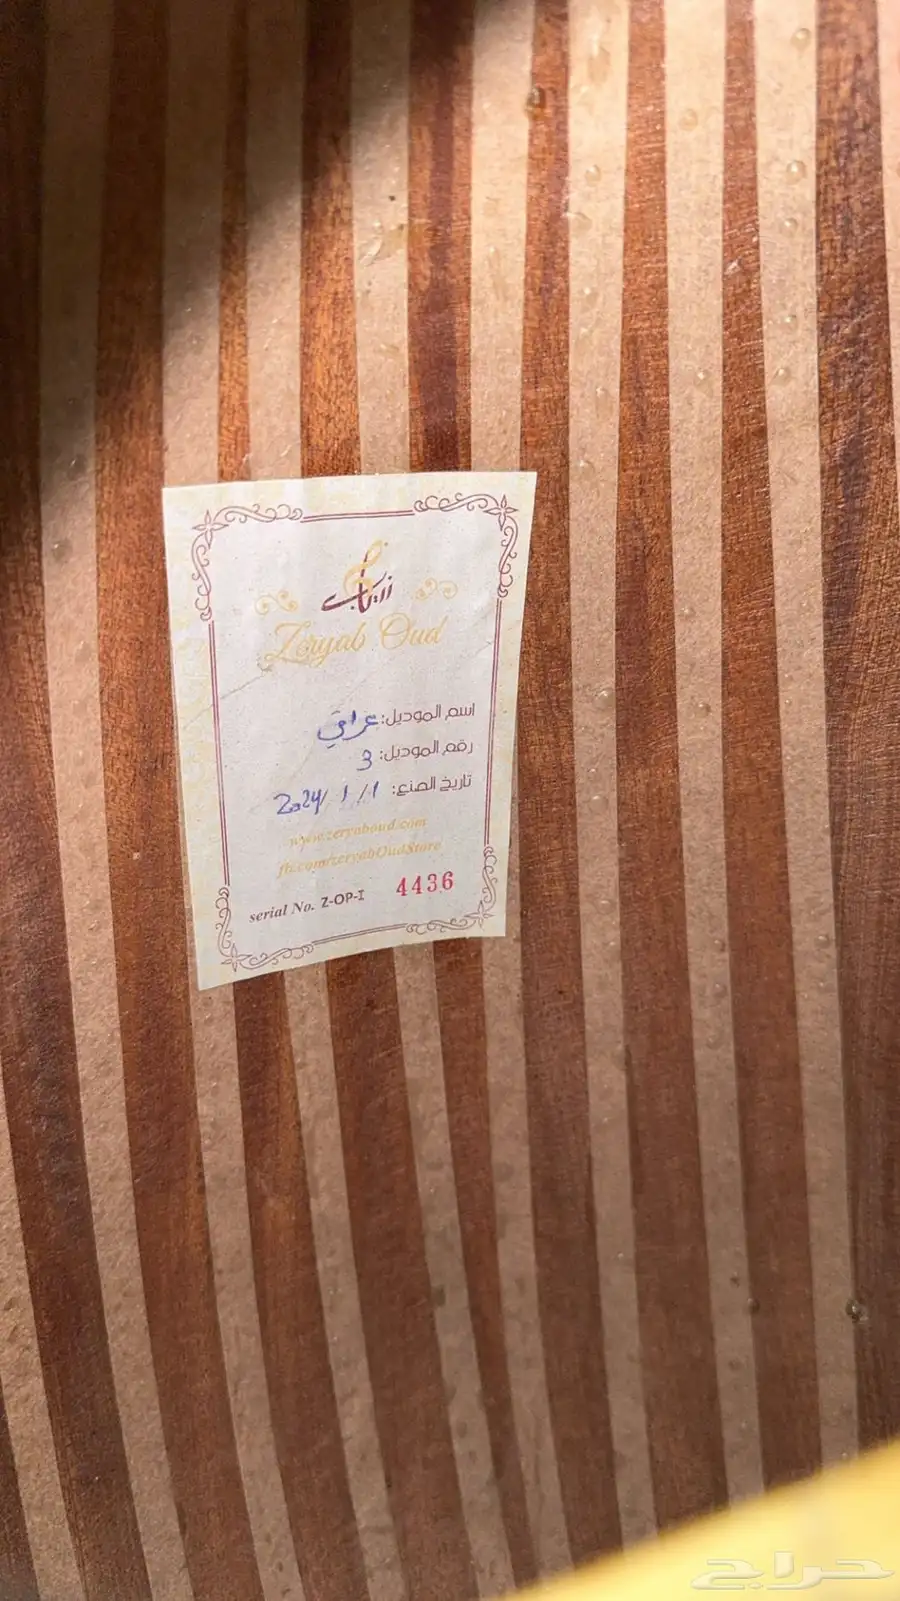 زرياب
Zeryab Oud
اسم الموديل: عراقي
رقم الموديل: 3
تاريخ الصنع: 1/ 1 /2024
www.zeryaboud.com
fb.com/zeryabOudStore
serial No. Z-OP-I 4436
حراج